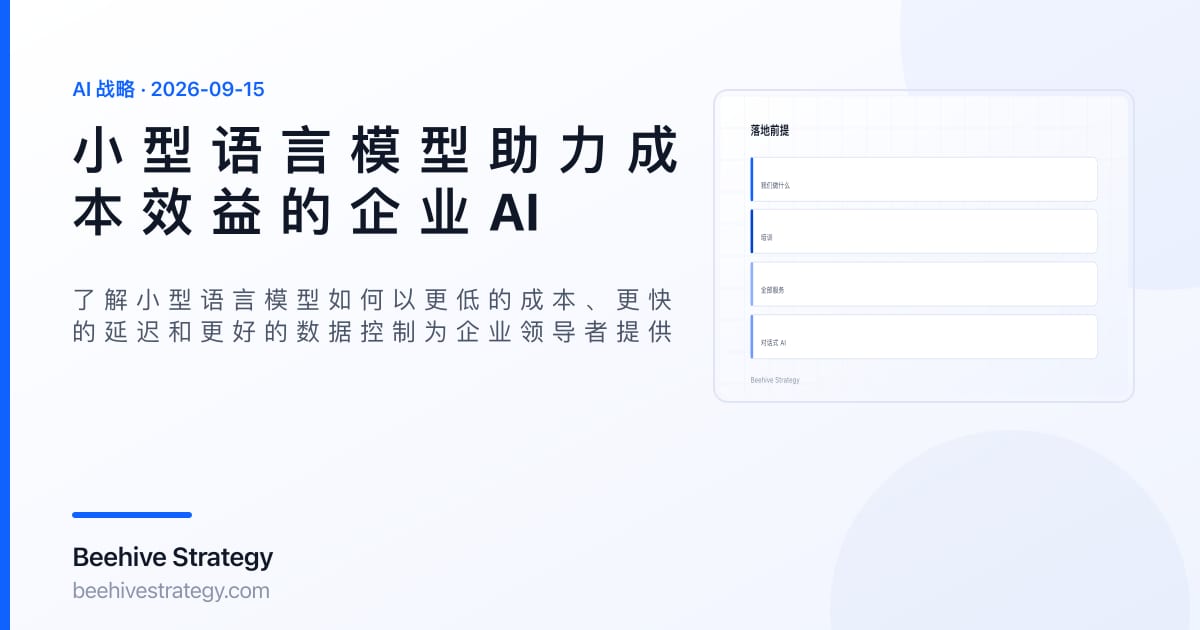 AI 战略 · 2026-09-15
小型语言模型助力成
本效益的企业 AI
了解小型语言模型如何以更低的成本、更快
的延迟和更好的数据控制为企业领导者提供
落地前提
我们做什么
培训
全部服务
对话式 AI
Beehive Strategy
Beehive Strategy
beehivestrategy.com